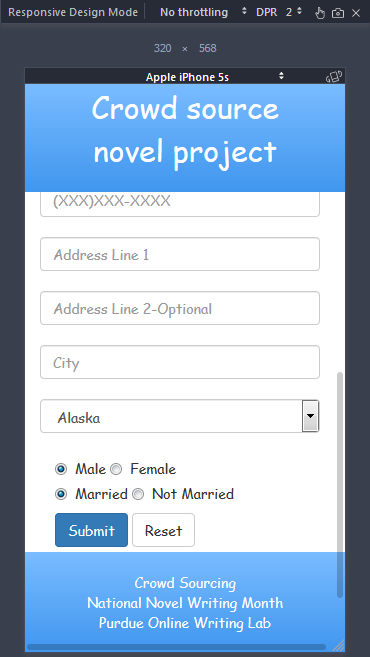 Responsive Design Mode No throttling DPR 2
320 × 568
Apple iPhone 5s
Crowd source
novel project
(XXX)XXX-XXXX
Address Line 1
Address Line 2-Optional
City
Alaska
Male Female
Married Not Married
Submit Reset
Crowd Sourcing
National Novel Writing Month
Purdue Online Writing Lab